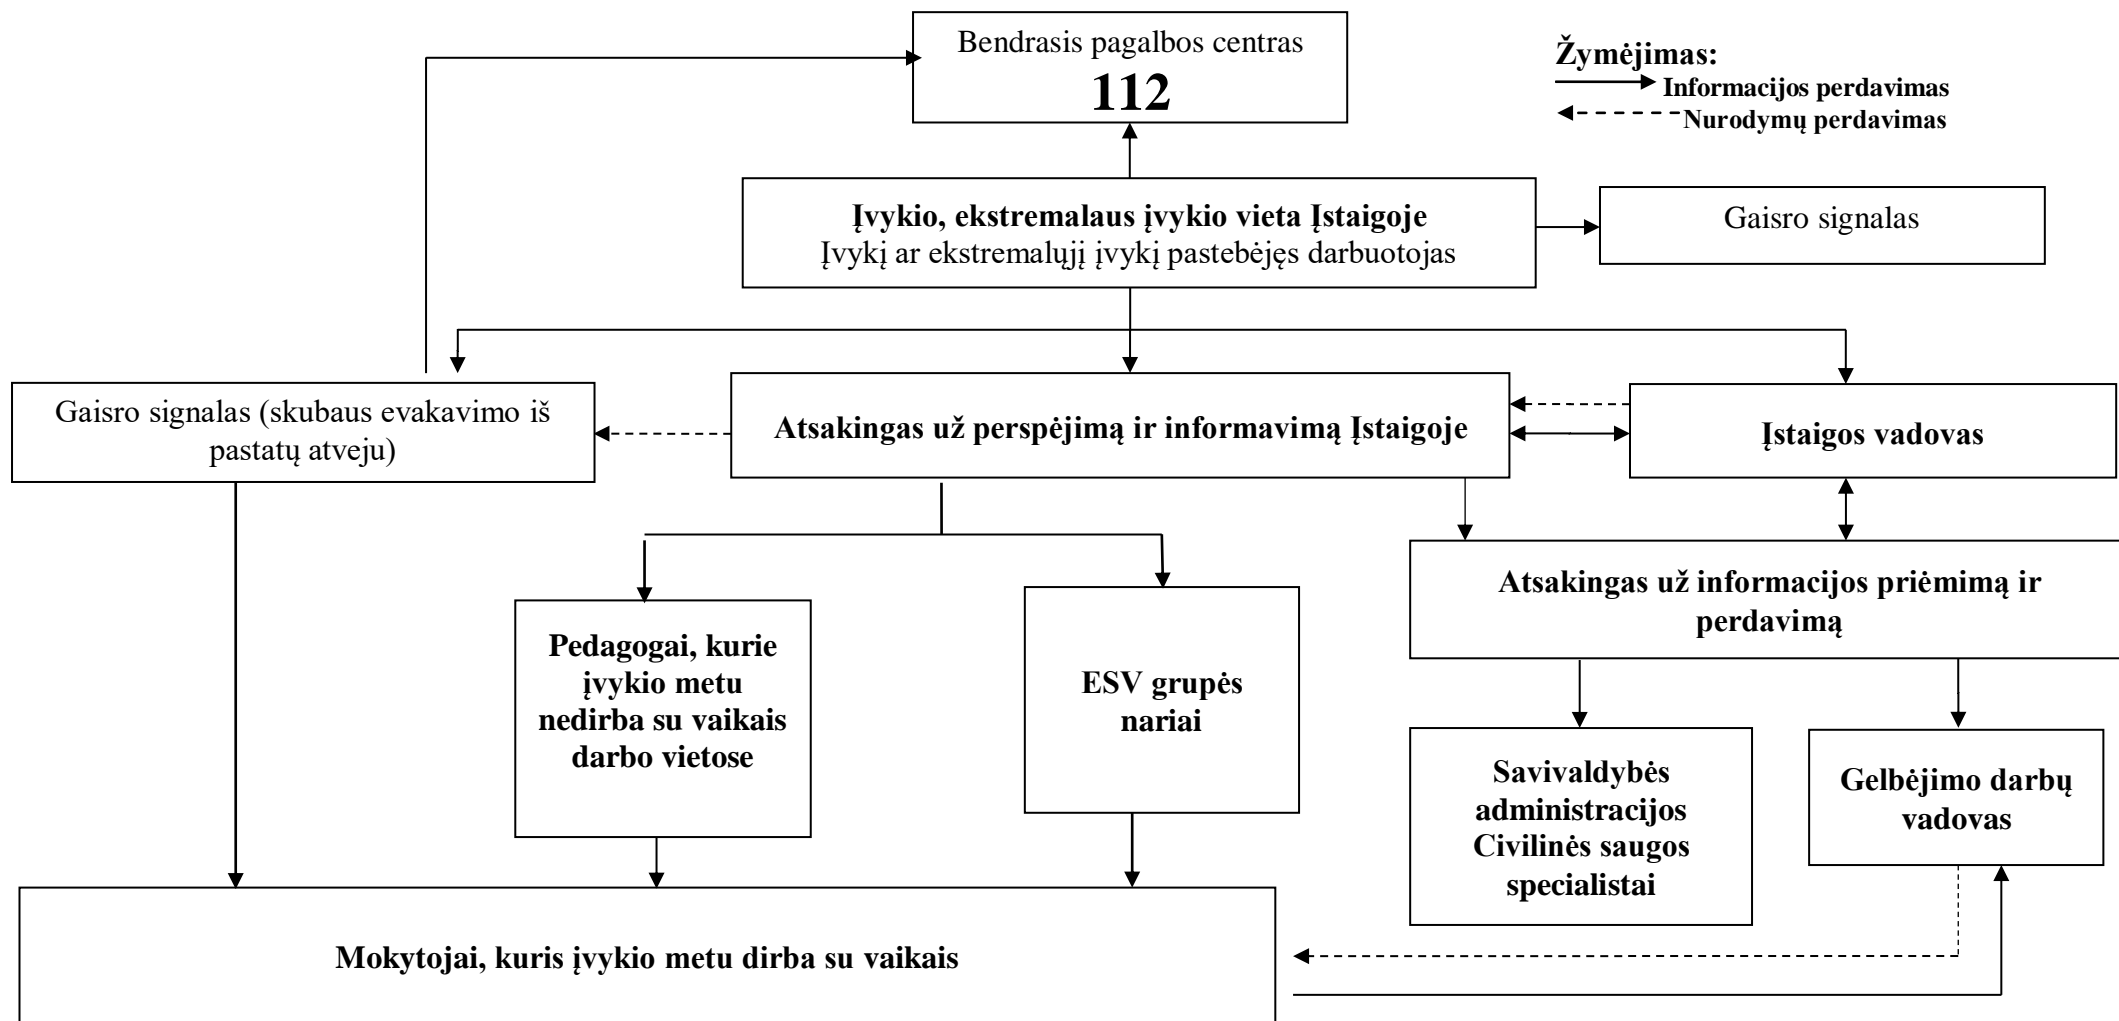 Bendrasis pagalbos centras
112
Žymėjimas:
Informacijos perdavimas
Nurodymų perdavimas
Įvykio, ekstremalaus įvykio vieta Įstaigoje
Įvykį ar ekstremalųjį įvykį pastebėjęs darbuotojas
Gaisro signalas
Gaisro signalas (skubaus evakavimo iš
pastatų atveju)
Atsakingas už perspėjimą ir informavimą Įstaigoje
Įstaigos vadovas
Atsakingas už informacijos priėmimą ir
perdavimą
Pedagogai, kurie
įvykio metu
nedirba su vaikais
darbo vietose
ESV grupės
nariai
Savivaldybės
administracijos
Civilinės saugos
specialistai
Gelbėjimo darbų
vadovas
Mokytojai, kuris įvykio metu dirba su vaikais